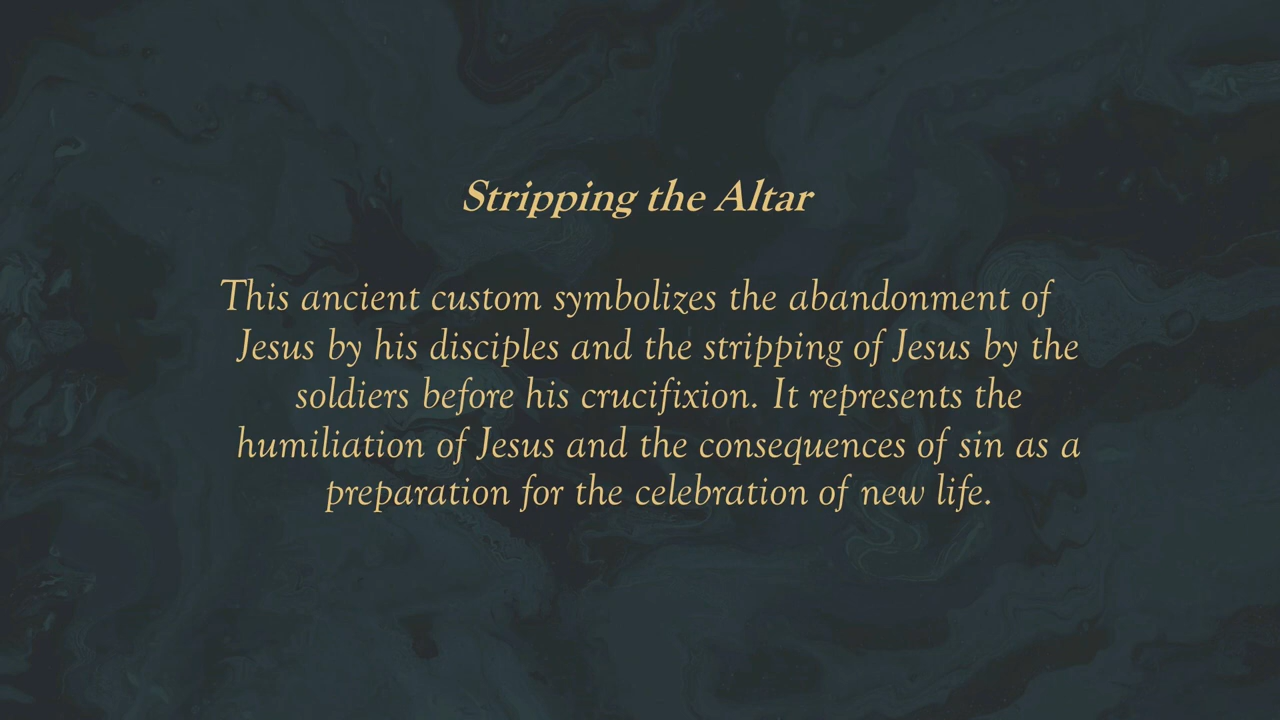 Stripping the Altar
This ancient custom symbolizes the abandonment of
Jesus by his disciples and the stripping of Jesus by the
soldiers before his crucifixion. It represents the
humiliation of Jesus and the consequences of sin as a
preparation for the celebration of new life.